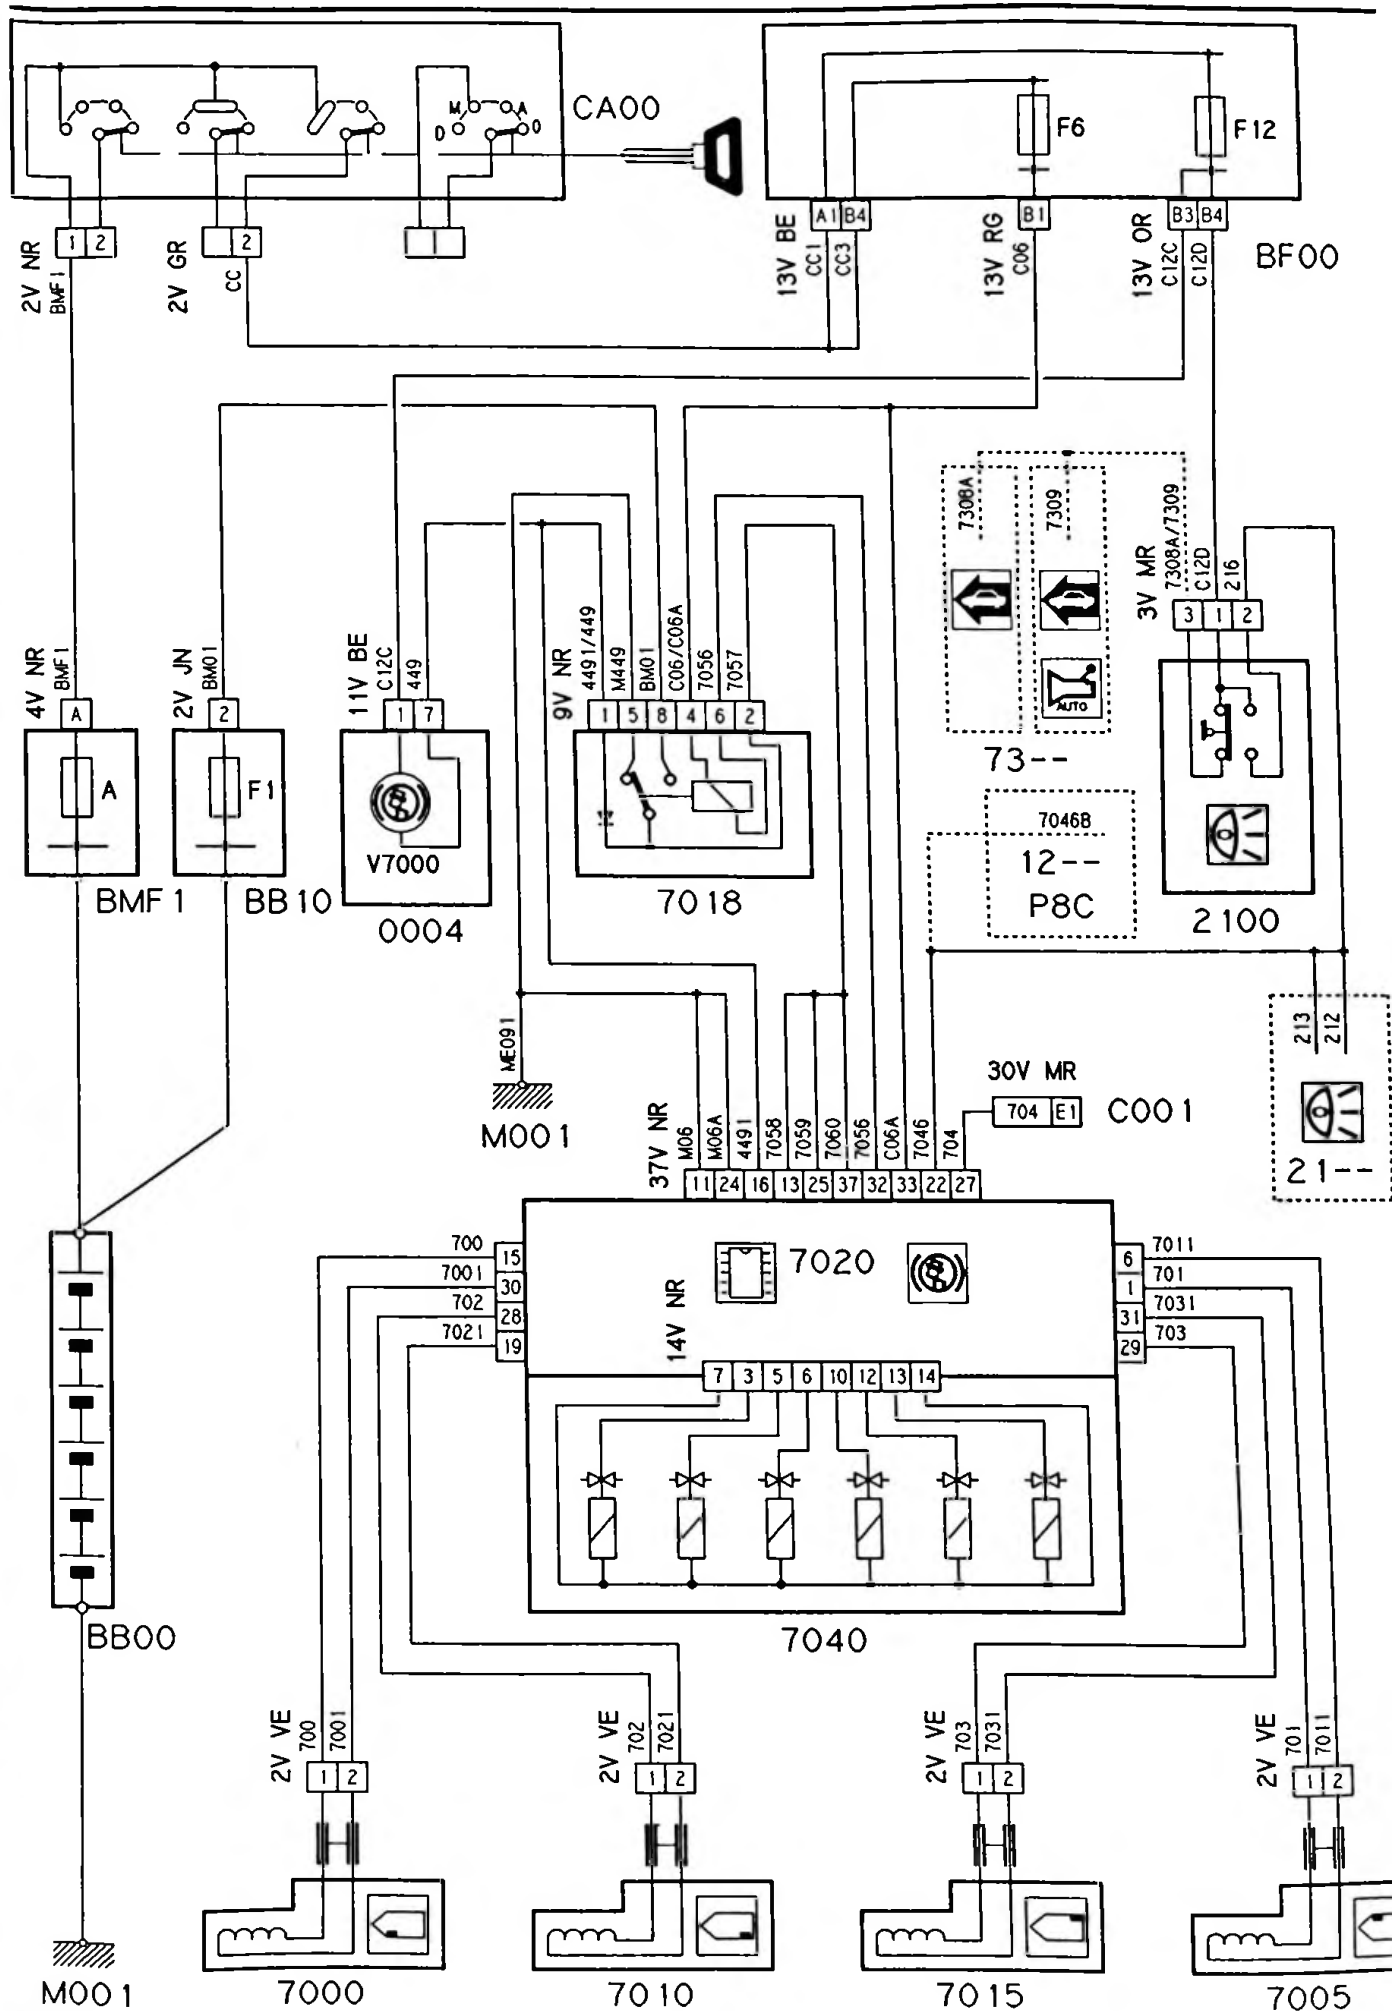 CA00
M A
D O
F6
F12
BF00
1 2
2
A1 B4
B1
B3 B4
2V NR
BMF1
2V GR
CC
13V BE
CC1
CC3
13V RG
C06
13V OR
C12C
C12D
7308A
7309
AUTO
73--
3V MR
7308A/7309
C12D
216
3 1 2
2100
4V NR
BMF1
A
A
BMF1
2V JN
BM01
2
F1
BB10
11V BE
C12C
449
1 7
V7000
0004
9V NR
4491/449
M449
BM01
C06/C06A
7056
7057
1 5 8 4 6 2
7018
7046B
12--
P8C
213
212
21--
ME091
M001
30V MR
704 E1
C001
37V NR
M06
M06A
4491
7058
7059
7060
7056
C06A
7046
704
11 24 16 13 25 37 32 33 22 27
700 15
7001 30
702 28
7021 19
7020
14V NR
6 7011
1 701
31 7031
29 703
7 3 5 6 10 12 13 14
7040
BB00
M001
2V VE
700
7001
1 2
7000
2V VE
702
7021
1 2
7010
2V VE
703
7031
1 2
7015
2V VE
701
7011
1 2
7005